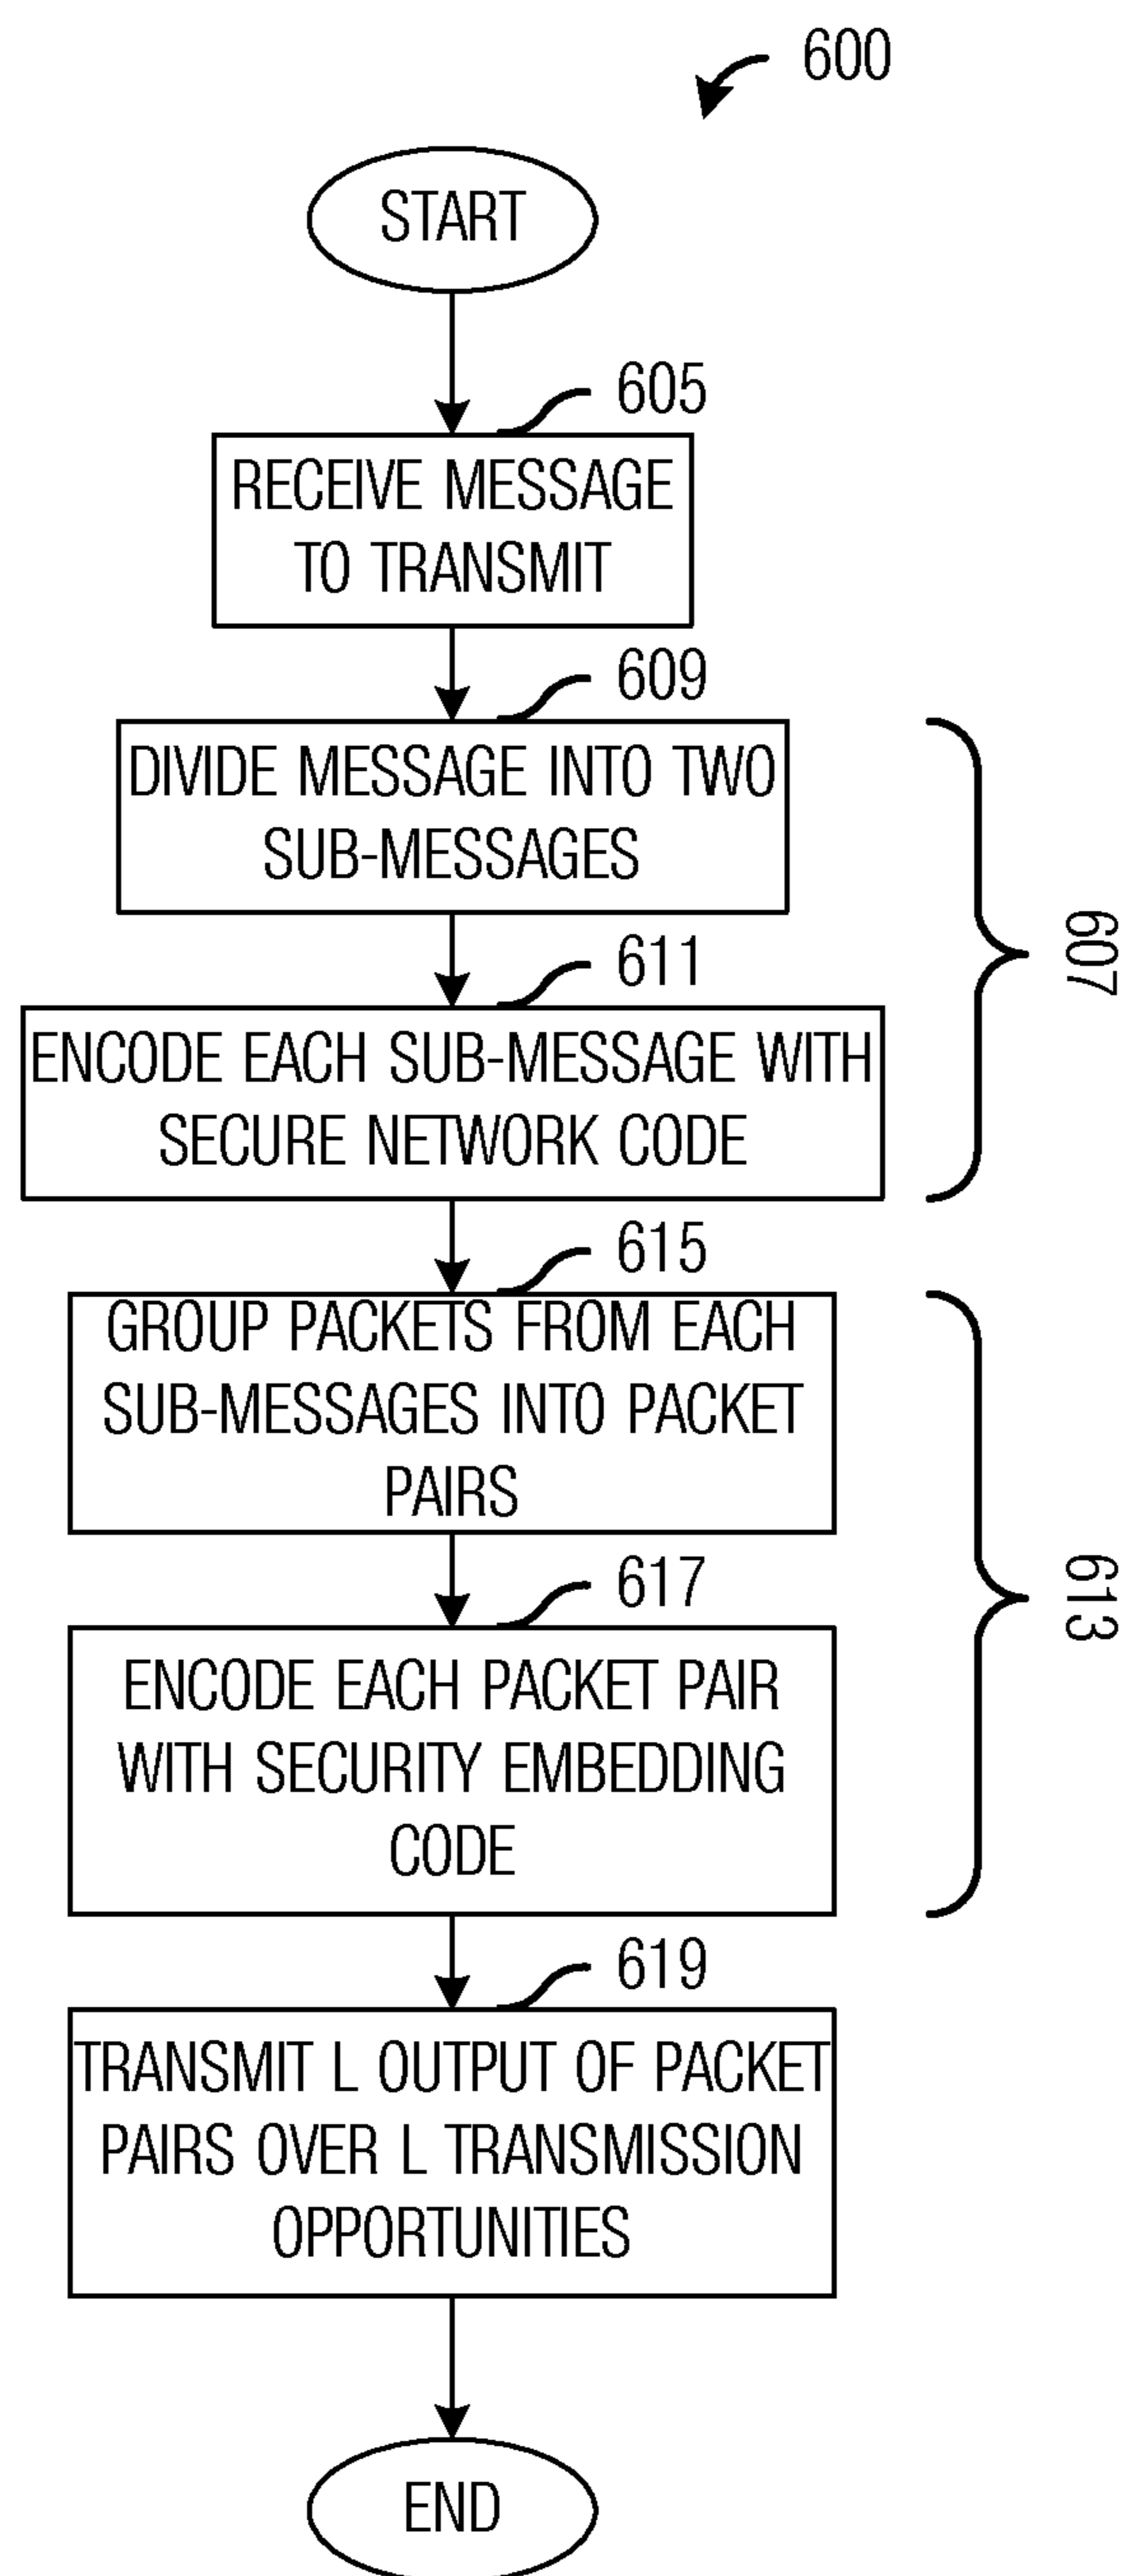 600
START
605
RECEIVE MESSAGE
TO TRANSMIT
609
DIVIDE MESSAGE INTO TWO
SUB-MESSAGES
607
611
ENCODE EACH SUB-MESSAGE WITH
SECURE NETWORK CODE
615
GROUP PACKETS FROM EACH
SUB-MESSAGES INTO PACKET
PAIRS
613
617
ENCODE EACH PACKET PAIR
WITH SECURITY EMBEDDING
CODE
619
TRANSMIT L OUTPUT OF PACKET
PAIRS OVER L TRANSMISSION
OPPORTUNITIES
END